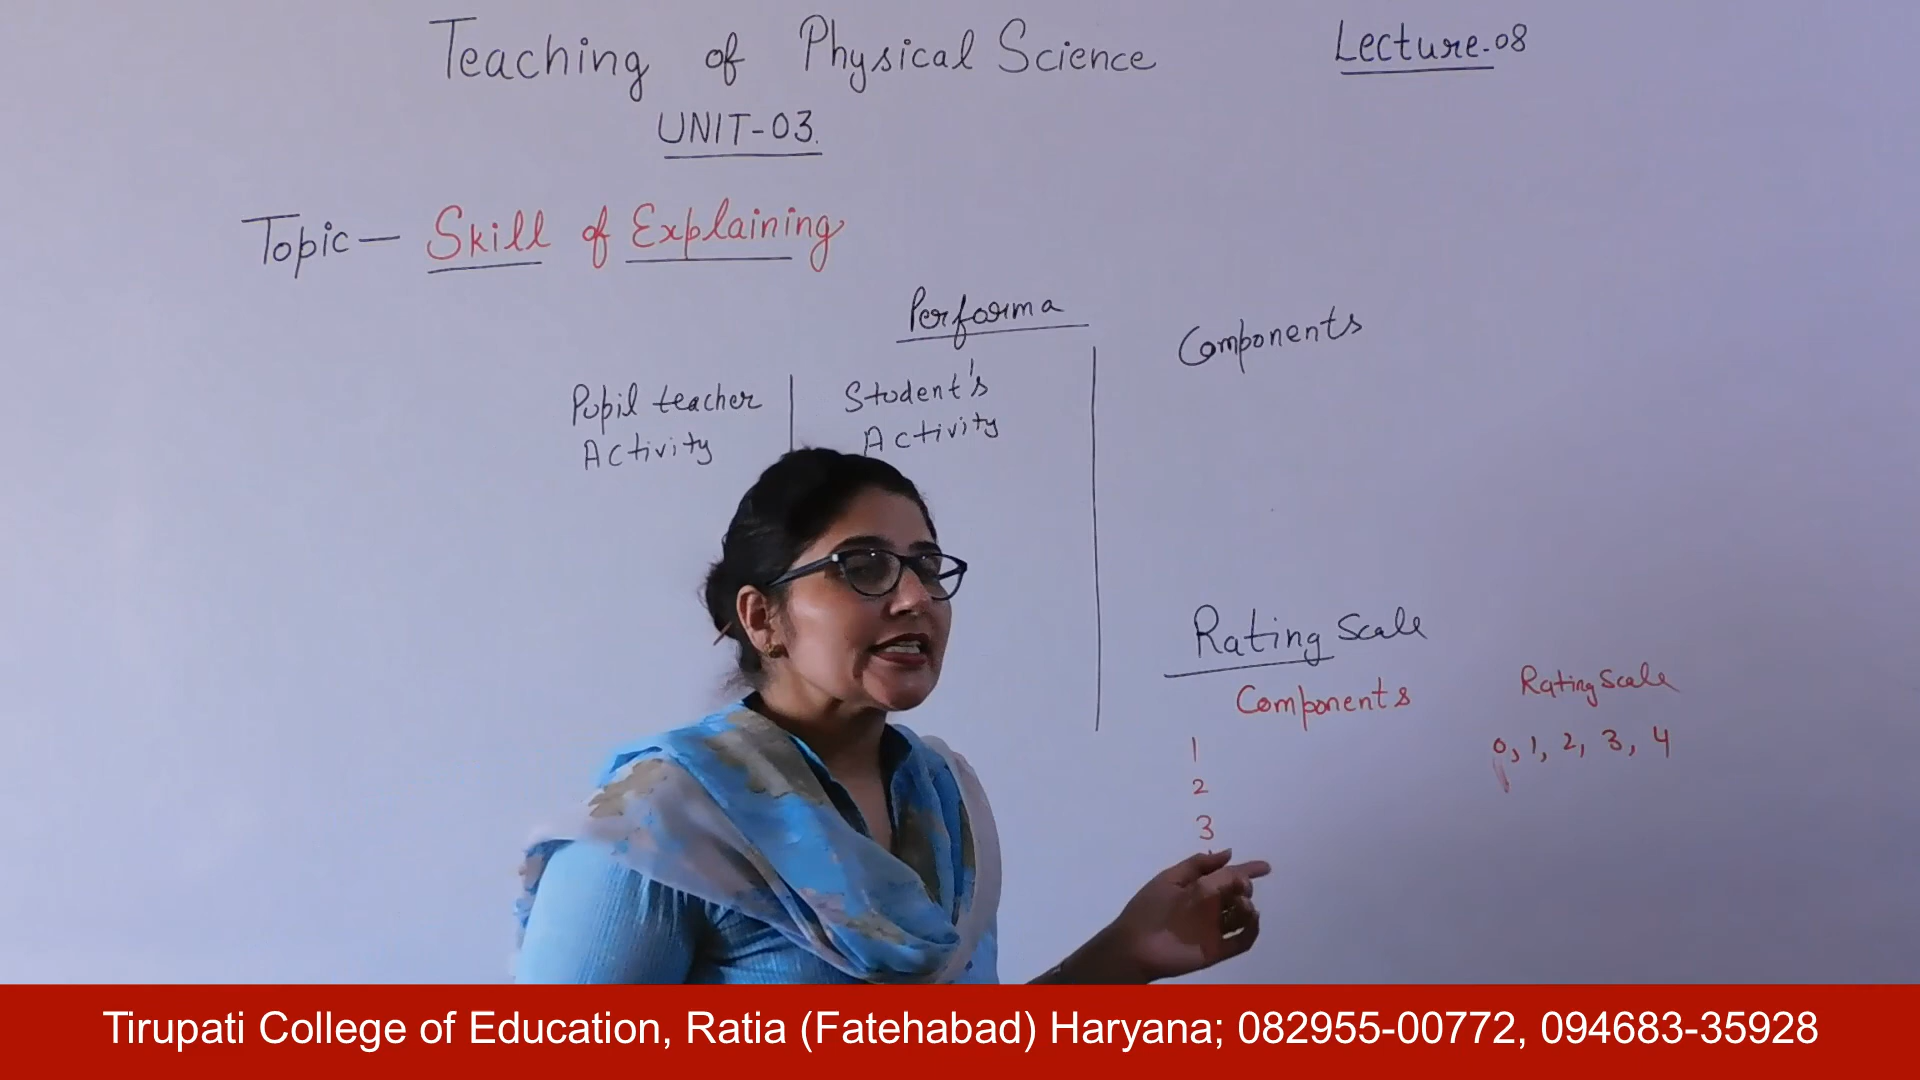 Teaching of Physical Science
Lecture-08
UNIT-03.
Topic — Skill of Explaining
Performa
Pupil teacher Activity
Student's Activity
Components
Rating Scale
Components
Rating Scale
1
0, 1, 2, 3, 4
2
3
Tirupati College of Education, Ratia (Fatehabad) Haryana; 082955-00772, 094683-35928